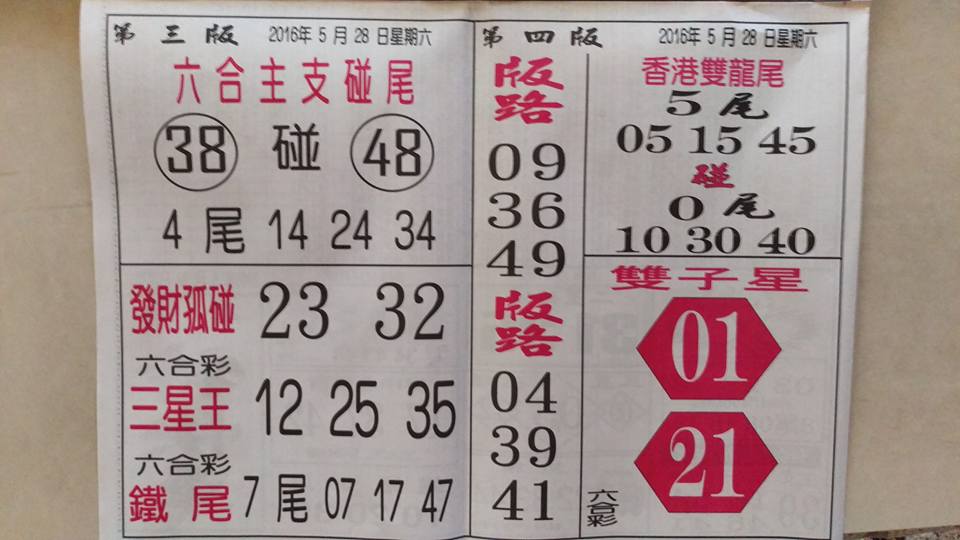 第三版 2016年5月28日星期六
六合主支碰尾
38 碰 48
4尾 14 24 34
發財孤碰 23 32
六合彩
三星王 12 25 35
六合彩
鐵尾 7尾 07 17 47
第四版 2016年5月28日星期六
版路
09
36
49
版路
04
39
41
香港雙龍尾
5尾
05 15 45
碰
0尾
10 30 40
雙子星
01
21
六合彩